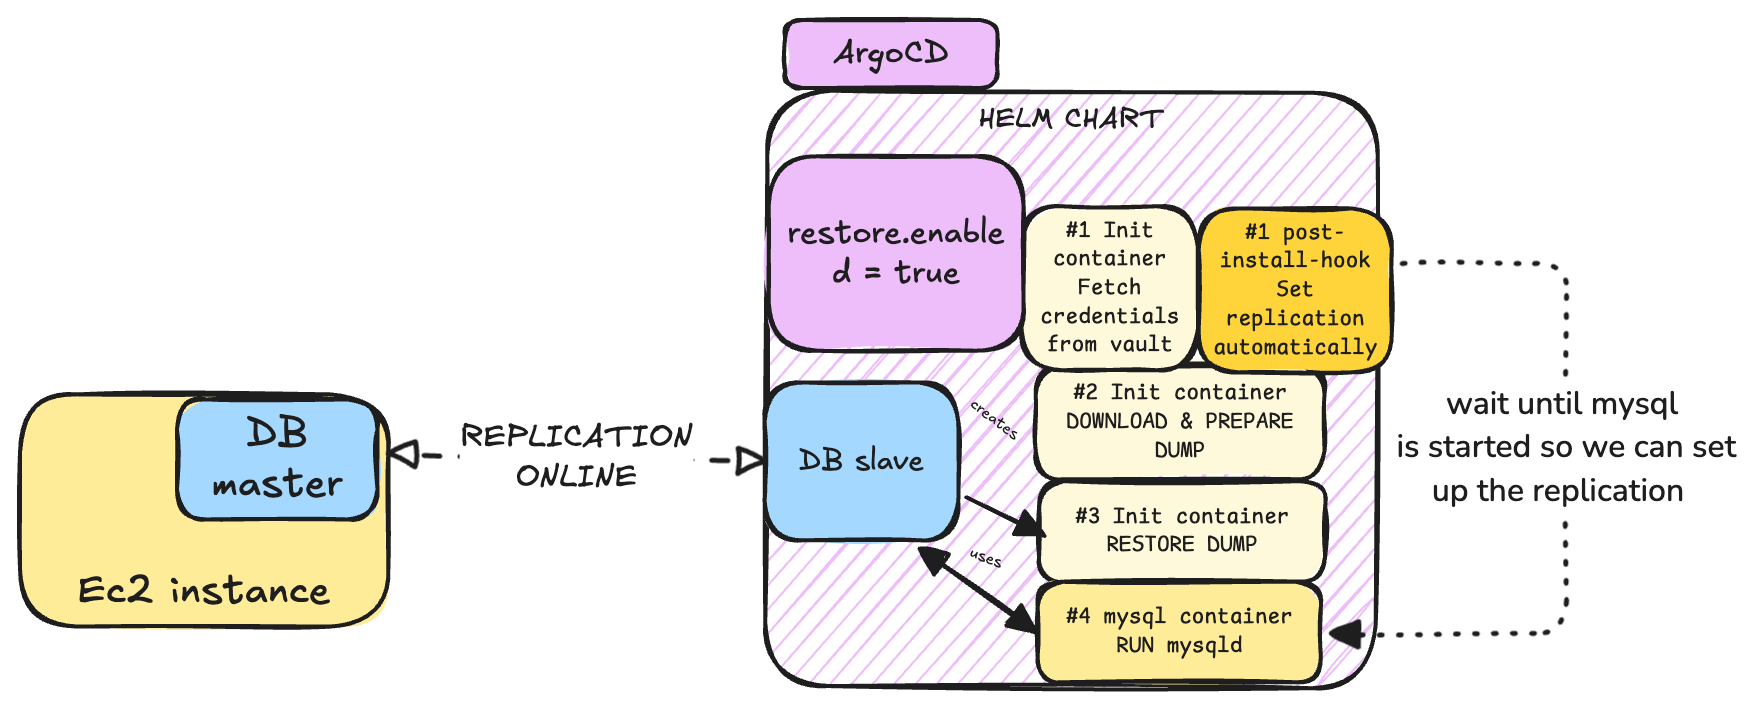 ArgoCD
HELM CHART
restore.enable
d = true
#1 Init
container
Fetch
credentials
from vault
#1 post-
install-hook
Set
replication
automatically
#2 Init container
DOWNLOAD & PREPARE
DUMP
creates
DB
master
Ec2 instance
REPLICATION
ONLINE
DB slave
#3 Init container
RESTORE DUMP
uses
#4 mysql container
RUN mysqld
wait until mysql
is started so we can set
up the replication